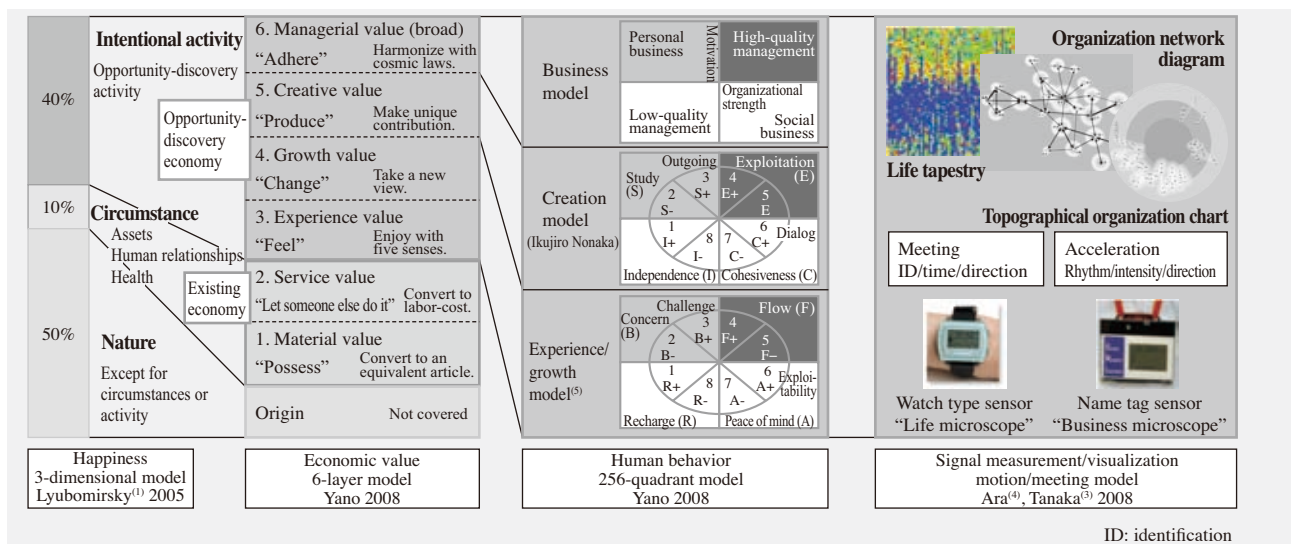 40%
10%
50%
Intentional activity
Opportunity-discovery
activity
Opportunity-
discovery
economy
Circumstance
Assets
Human relationships
Health
Existing
economy
Nature
Except for
circumstances or
activity
6. Managerial value (broad)
“Adhere”
Harmonize with
cosmic laws.
5. Creative value
“Produce”
Make unique
contribution.
4. Growth value
“Change”
Take a new
view.
3. Experience value
“Feel”
Enjoy with
five senses.
2. Service value
“Let someone else do it”
Convert to
labor-cost.
1. Material value
“Possess”
Convert to an
equivalent article.
Origin
Not covered
Business
model
Personal
business
Motivation
High-quality
management
Low-quality
management
Organizational
strength
Social
business
Creation
model
(Ikujiro Nonaka)
Outgoing
Exploitation
(E)
Study
(S)
3
S+
4
E+
2
S-
5
E
1
I+
6
C+
Dialog
8
I-
7
C-
Independence (I)
Cohesiveness (C)
Experience/
growth
model(5)
Challenge
Flow (F)
Concern
(B)
3
B+
4
F+
2
B-
5
F–
1
R+
6
A+
Exploi-
tability
8
R-
7
A-
Recharge (R)
Peace of mind (A)
Organization network
diagram
Life tapestry
Topographical organization chart
Meeting
ID/time/direction
Acceleration
Rhythm/intensity/direction
Watch type sensor
“Life microscope”
Name tag sensor
“Business microscope”
Happiness
3-dimensional model
Lyubomirsky(1) 2005
Economic value
6-layer model
Yano 2008
Human behavior
256-quadrant model
Yano 2008
Signal measurement/visualization
motion/meeting model
Ara(4), Tanaka(3) 2008
ID: identification